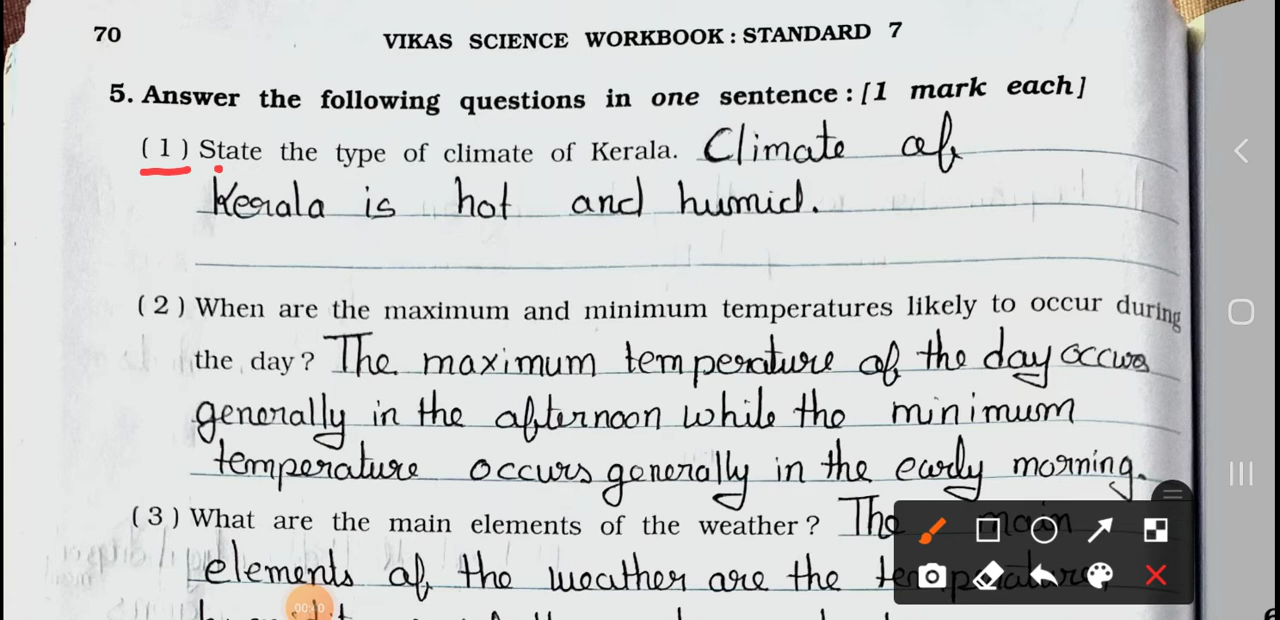 70
VIKAS SCIENCE WORKBOOK : STANDARD 7
5. Answer the following questions in one sentence : [1 mark each]
(1) State the type of climate of Kerala. Climate of
Kerala is hot and humid.
(2) When are the maximum and minimum temperatures likely to occur during
the day? The maximum temperature of the day occurs
generally in the afternoon while the minimum
temperature occurs generally in the early morning.
(3) What are the main elements of the weather? The main
elements of the weather are the temperature,
00:40